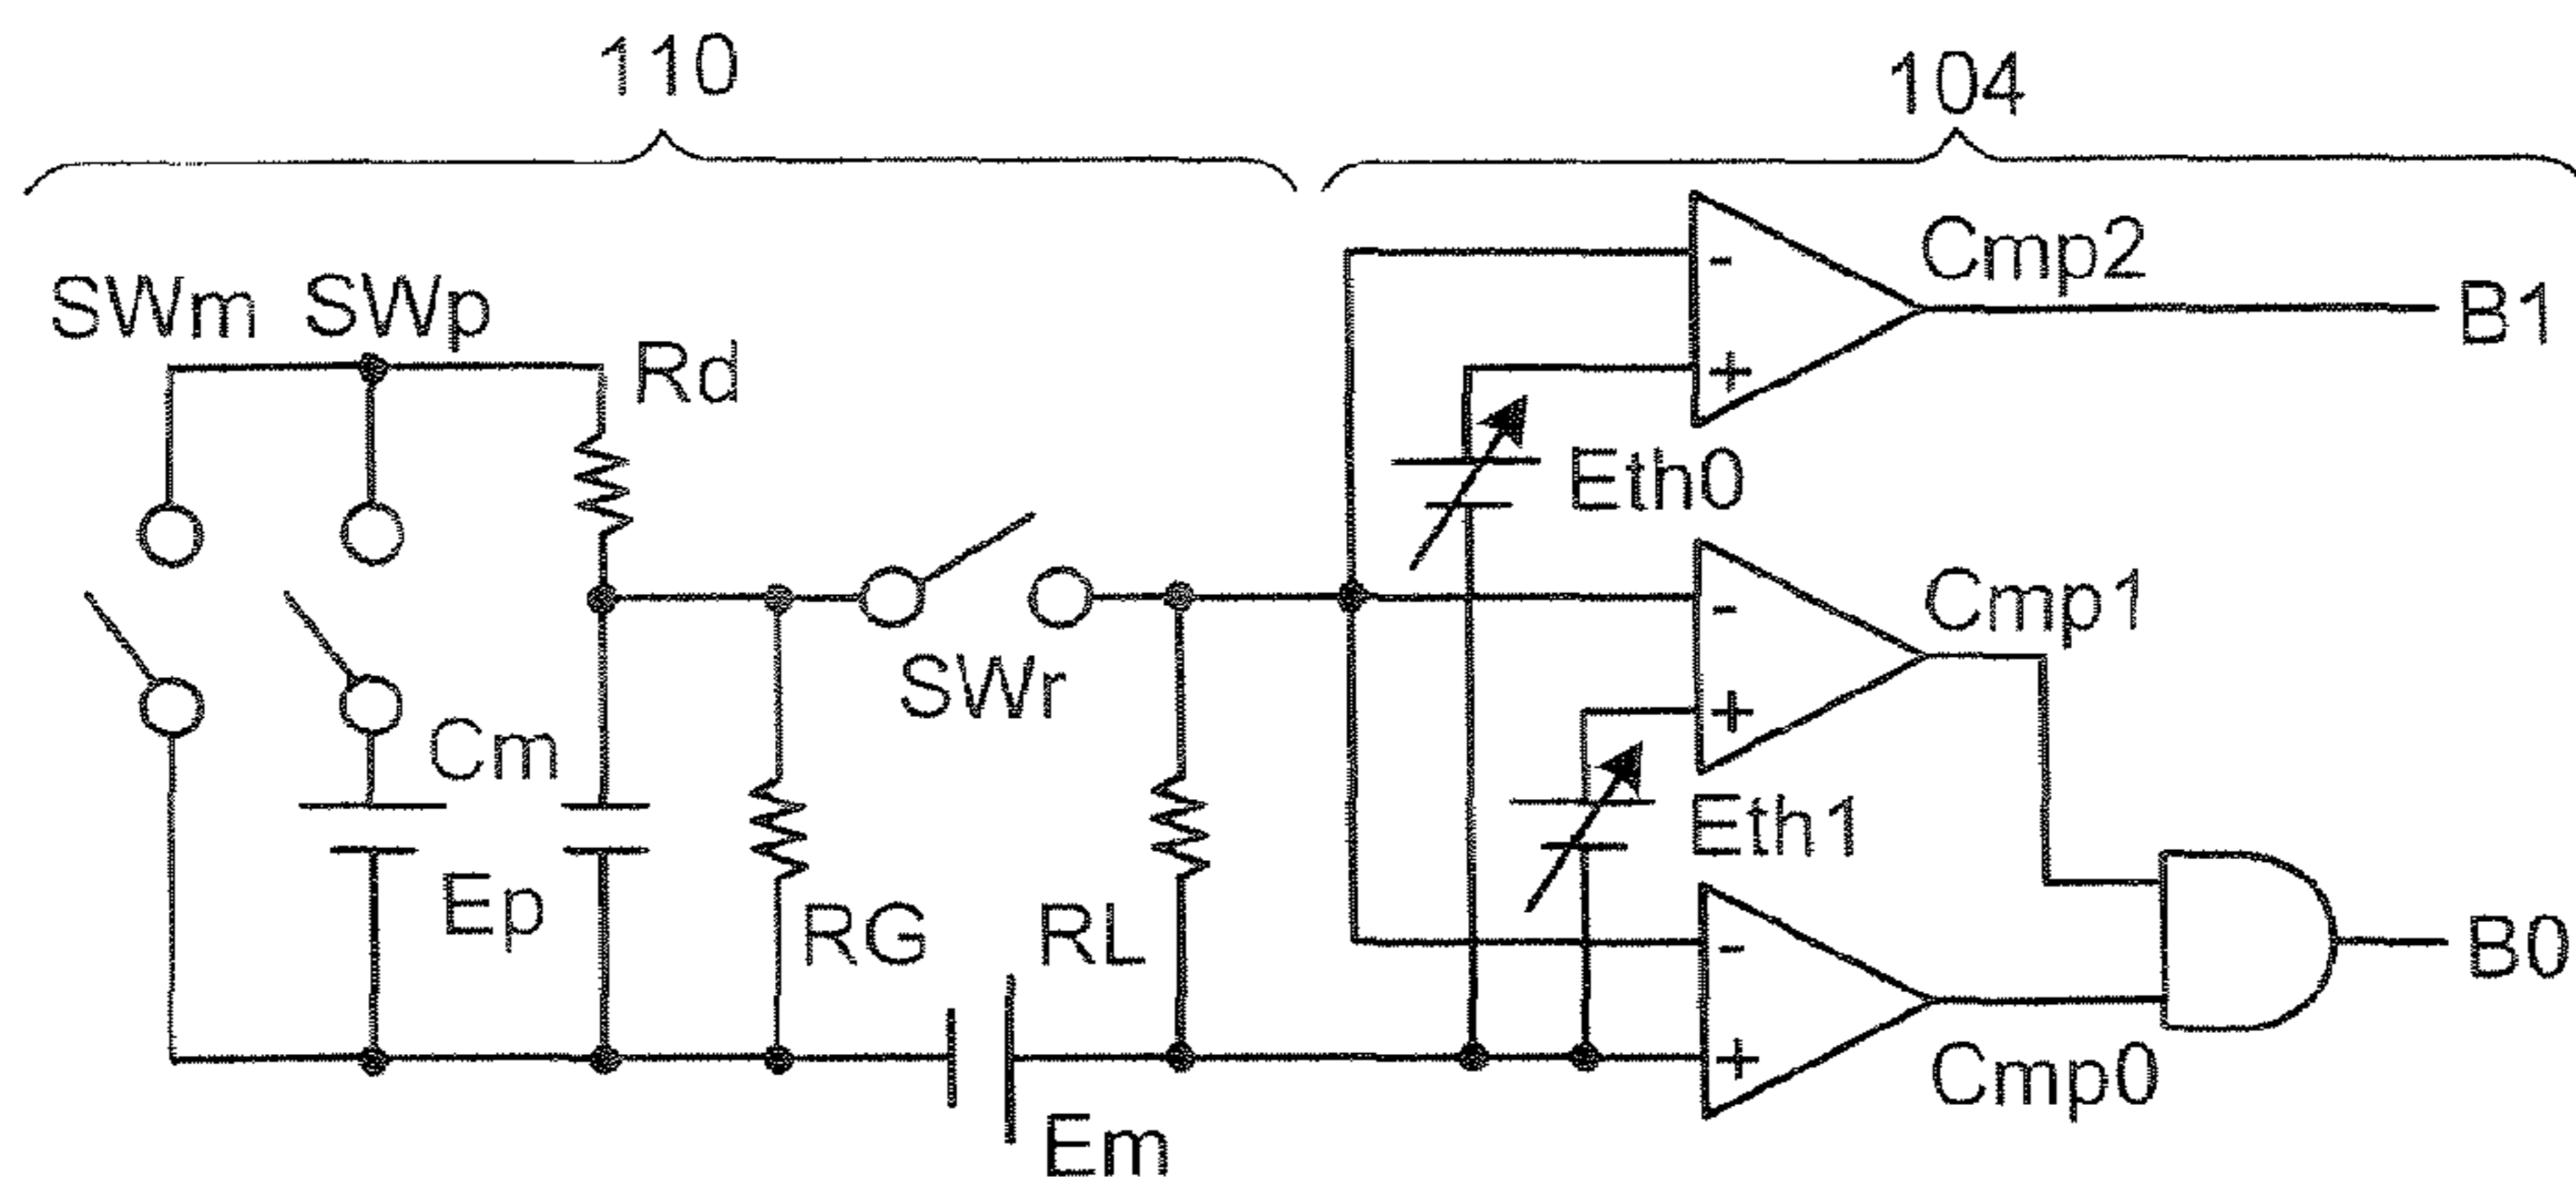 110
104
SWm
SWp
Rd
Cmp2
B1
-
+
Eth0
SWr
Cmp1
-
+
Cm
Eth1
Ep
RG
RL
-
+
B0
Cmp0
Em